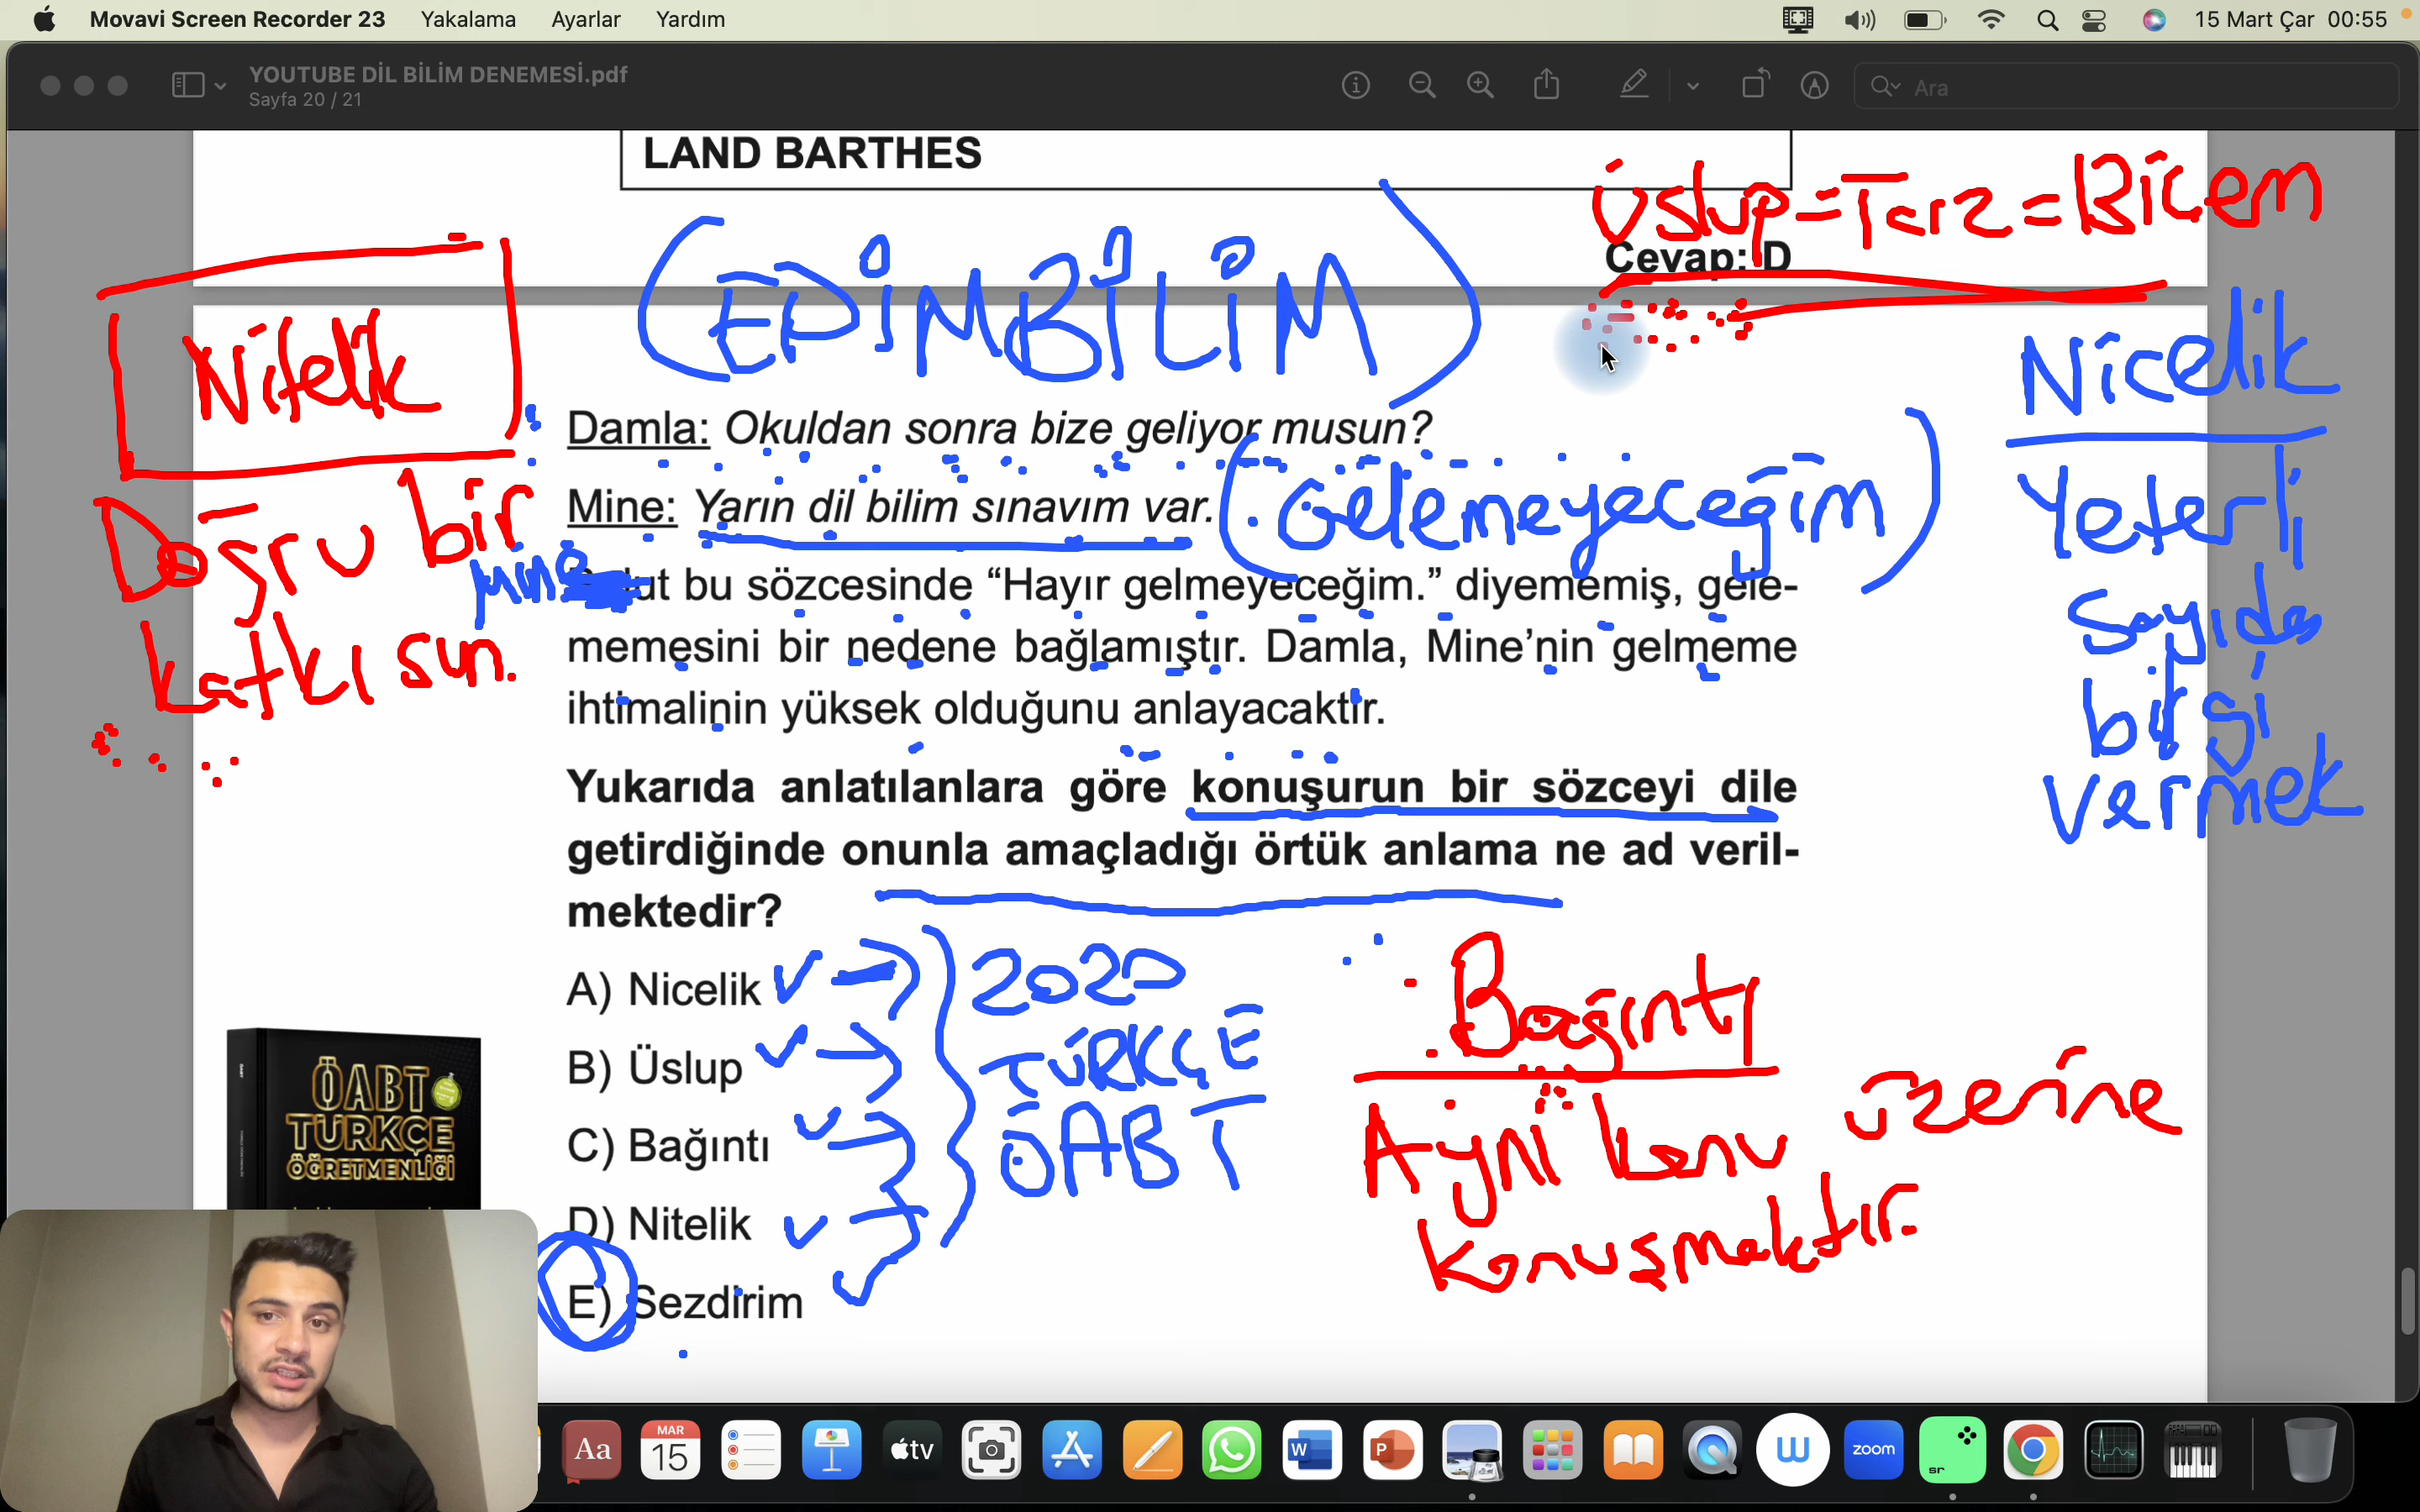 Movavi Screen Recorder 23 Yakalama Ayarlar Yardım 15 Mart Çar 00:55
YOUTUBE DİL BİLİM DENEMESİ.pdf
Sayfa 20 / 21
Ara
LAND BARTHES
Üslup=Tarz=Biçem
Cevap: D
(EDİMBİLİM)
Nitelik
Doğru bir
katkı sun.
Nicelik
Yeterli
Sayıda
bilgi
vermek
Damla: Okuldan sonra bize geliyor musun?
Mine: Yarın dil bilim sınavım var. (Gelemeyeceğim)
Mine
ut bu sözcesinde “Hayır gelmeyeceğim.” diyememiş, gele-
memesini bir nedene bağlamıştır. Damla, Mine’nin gelmeme
ihtimalinin yüksek olduğunu anlayacaktır.
Yukarıda anlatılanlara göre konuşurun bir sözceyi dile
getirdiğinde onunla amaçladığı örtük anlama ne ad veril-
mektedir?
A) Nicelik
B) Üslup
C) Bağıntı
D) Nitelik
E) Sezdirim
2020
TÜRKÇE
ÖABT
Bağıntı
Aynı konu üzerine
konuşmaktır.
ÖABT
TÜRKÇE
ÖĞRETMENLİĞİ
Aa
MAR
15
tv
W
P
W
zoom
sr